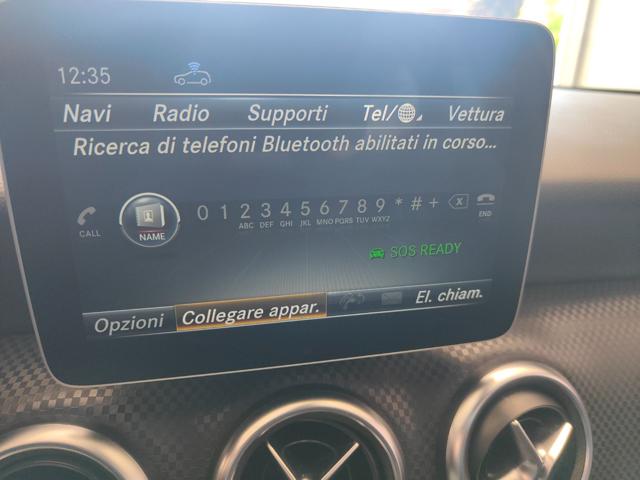 12:35
Navi Radio Supporti Tel/ Vettura
Ricerca di telefoni Bluetooth abilitati in corso...
CALL NAME 0 1 2 3 4 5 6 7 8 9 * # + END
ABC DEF GHI JKL MNO PQRS TUV WXYZ
SOS READY
Opzioni Collegare appar. El. chiam.